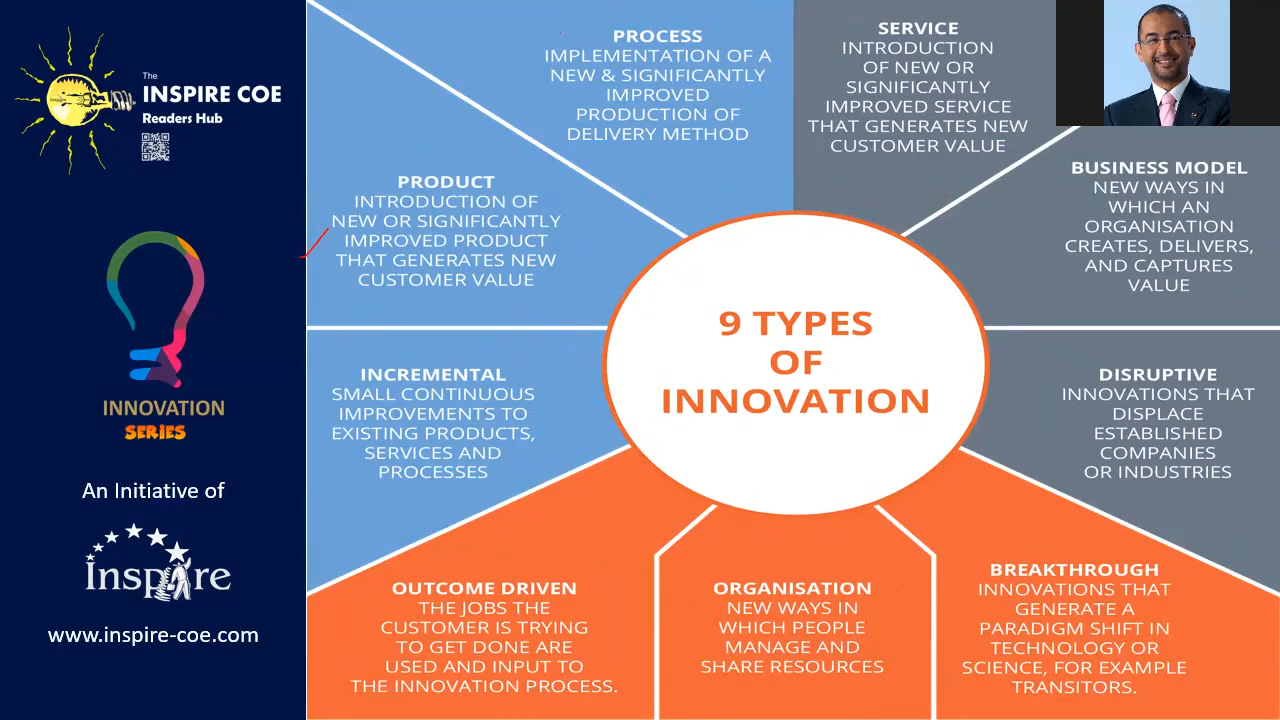 The
INSPIRE COE
Readers Hub
INNOVATION
SERIES
An Initiative of
Inspire
www.inspire-coe.com
PROCESS
IMPLEMENTATION OF A
NEW & SIGNIFICANTLY
IMPROVED
PRODUCTION OF
DELIVERY METHOD
SERVICE
INTRODUCTION
OF NEW OR
SIGNIFICANTLY
IMPROVED SERVICE
THAT GENERATES NEW
CUSTOMER VALUE
PRODUCT
INTRODUCTION OF
NEW OR SIGNIFICANTLY
IMPROVED PRODUCT
THAT GENERATES NEW
CUSTOMER VALUE
BUSINESS MODEL
NEW WAYS IN
WHICH AN
ORGANISATION
CREATES, DELIVERS,
AND CAPTURES
VALUE
9 TYPES
OF
INNOVATION
INCREMENTAL
SMALL CONTINUOUS
IMPROVEMENTS TO
EXISTING PRODUCTS,
SERVICES AND
PROCESSES
DISRUPTIVE
INNOVATIONS THAT
DISPLACE
ESTABLISHED
COMPANIES
OR INDUSTRIES
OUTCOME DRIVEN
THE JOBS THE
CUSTOMER IS TRYING
TO GET DONE ARE
USED AND INPUT TO
THE INNOVATION PROCESS.
ORGANISATION
NEW WAYS IN
WHICH PEOPLE
MANAGE AND
SHARE RESOURCES
BREAKTHROUGH
INNOVATIONS THAT
GENERATE A
PARADIGM SHIFT IN
TECHNOLOGY OR
SCIENCE, FOR EXAMPLE
TRANSITORS.